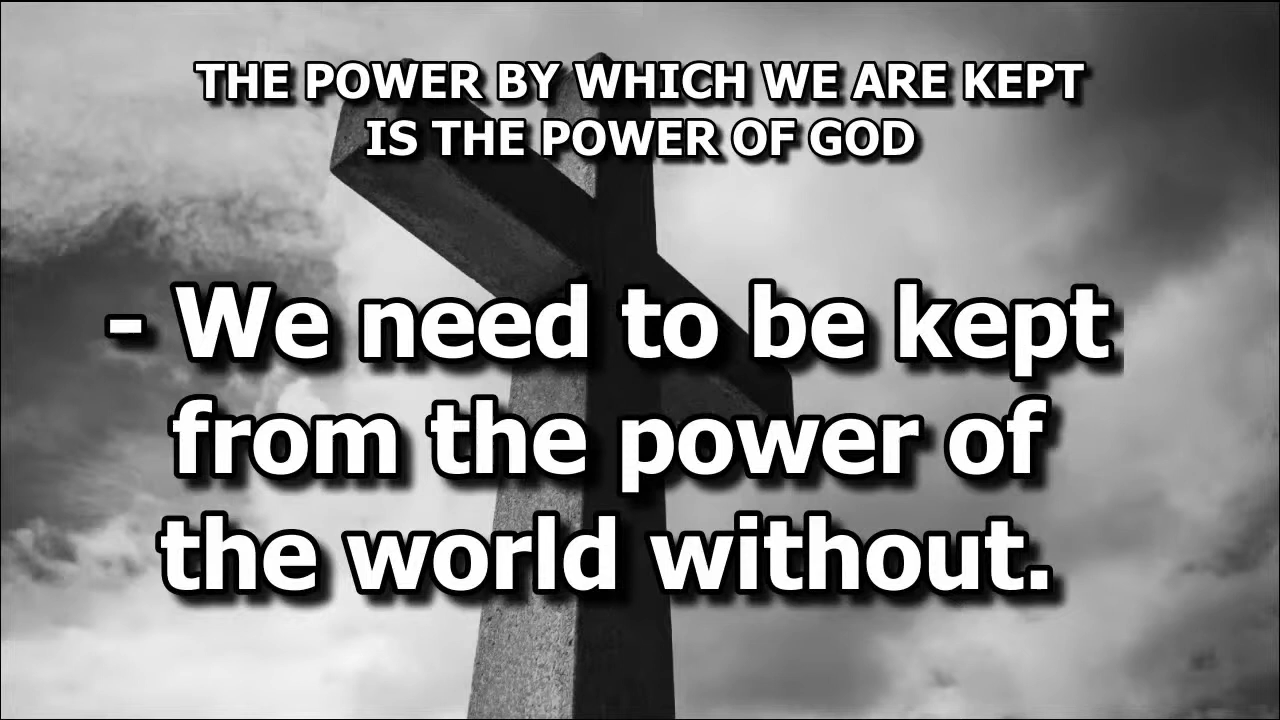 THE POWER BY WHICH WE ARE KEPT
IS THE POWER OF GOD
- We need to be kept
from the power of
the world without.